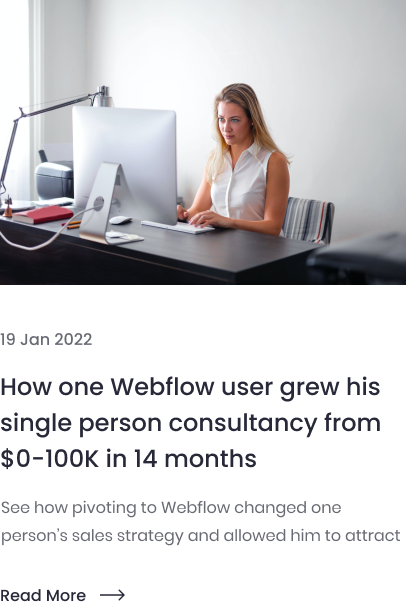 19 Jan 2022
How one Webflow user grew his
single person consultancy from
$0-100K in 14 months
See how pivoting to Webflow changed one
person's sales strategy and allowed him to attract
Read More